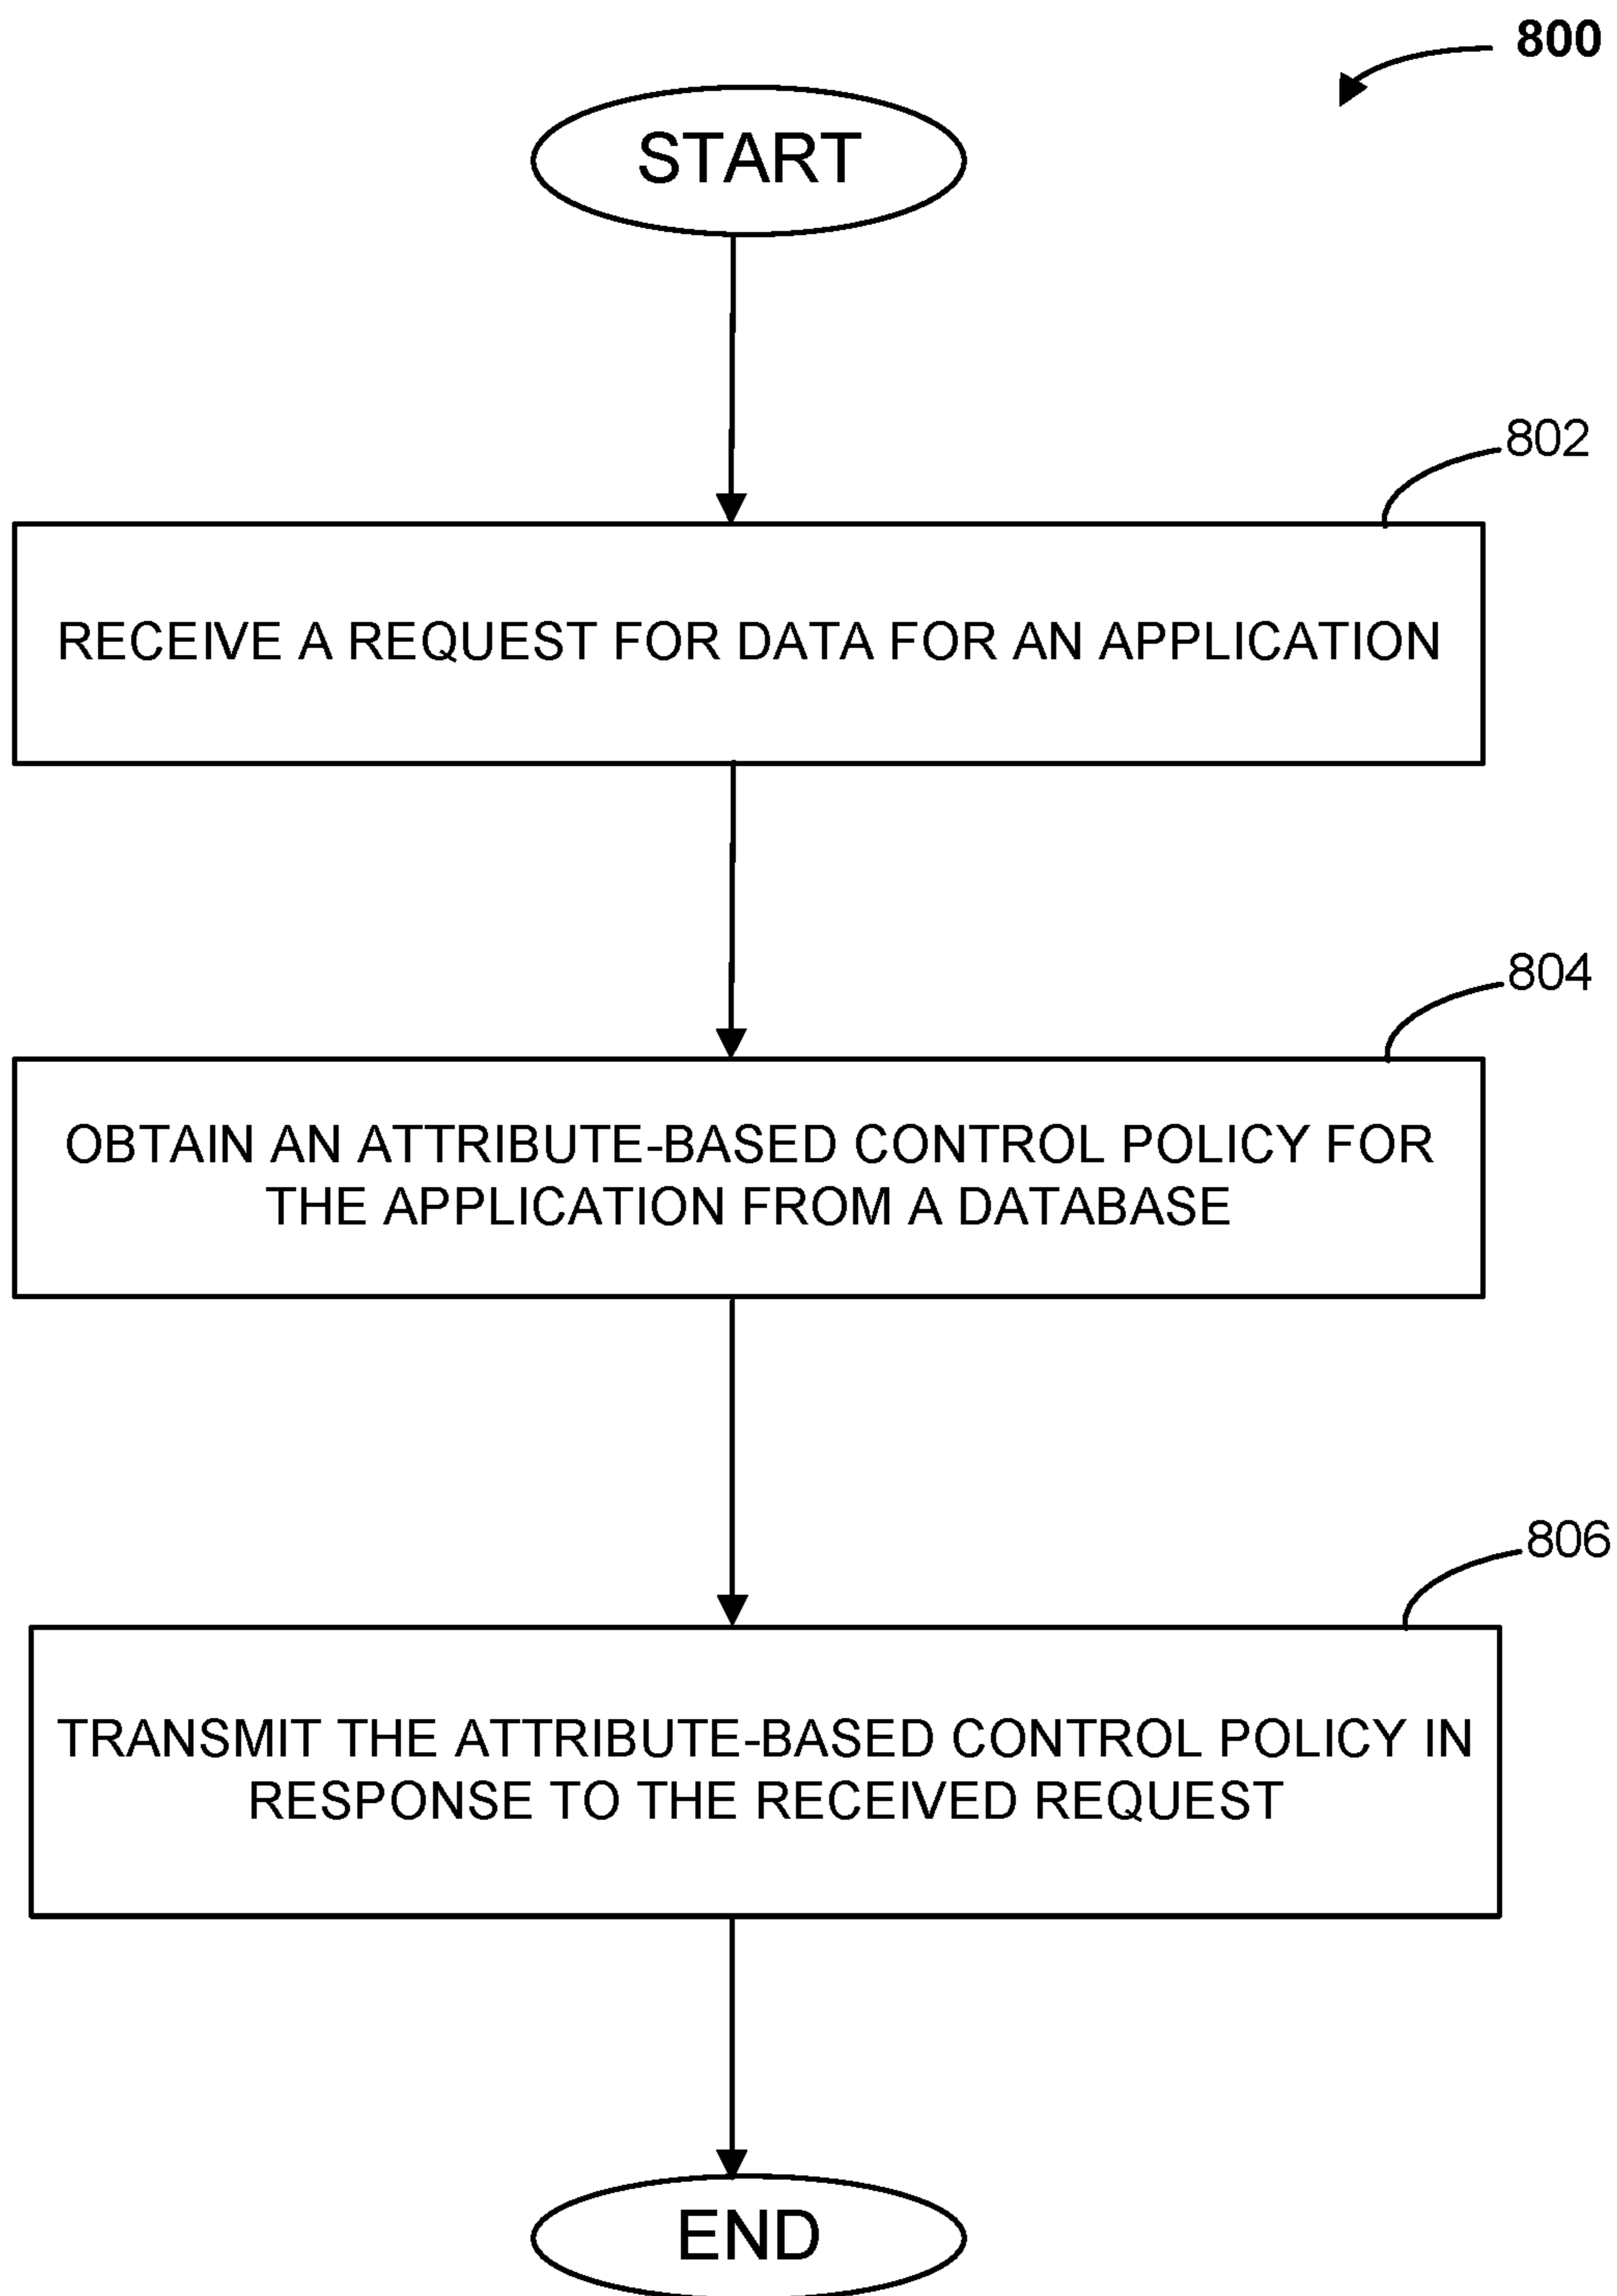 800
START
802
RECEIVE A REQUEST FOR DATA FOR AN APPLICATION
804
OBTAIN AN ATTRIBUTE-BASED CONTROL POLICY FOR
THE APPLICATION FROM A DATABASE
806
TRANSMIT THE ATTRIBUTE-BASED CONTROL POLICY IN
RESPONSE TO THE RECEIVED REQUEST
END